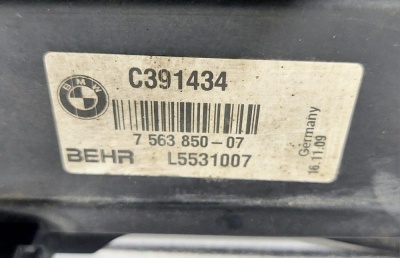 BMW
C391434
7 563 850-07
BEHR L5531007
Germany
16.11.09